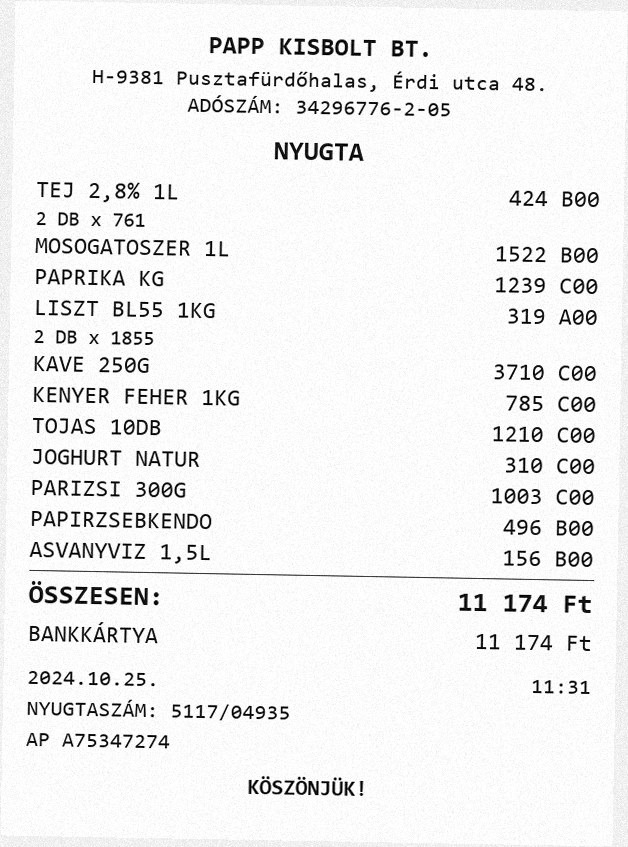 PAPP KISBOLT BT.
H-9381 Pusztafürdőhalas, Érdi utca 48.
ADÓSZÁM: 34296776-2-05
NYUGTA
TEJ 2,8% 1L 424 B00
2 DB x 761
MOSOGATOSZER 1L 1522 B00
PAPRIKA KG 1239 C00
LISZT BL55 1KG 319 A00
2 DB x 1855
KAVE 250G 3710 C00
KENYER FEHER 1KG 785 C00
TOJAS 10DB 1210 C00
JOGHURT NATUR 310 C00
PARIZSI 300G 1003 C00
PAPIRZSEBKENDO 496 B00
ASVANYVIZ 1,5L 156 B00
ÖSSZESEN: 11 174 Ft
BANKKÁRTYA 11 174 Ft
2024.10.25. 11:31
NYUGTASZÁM: 5117/04935
AP A75347274
KÖSZÖNJÜK!